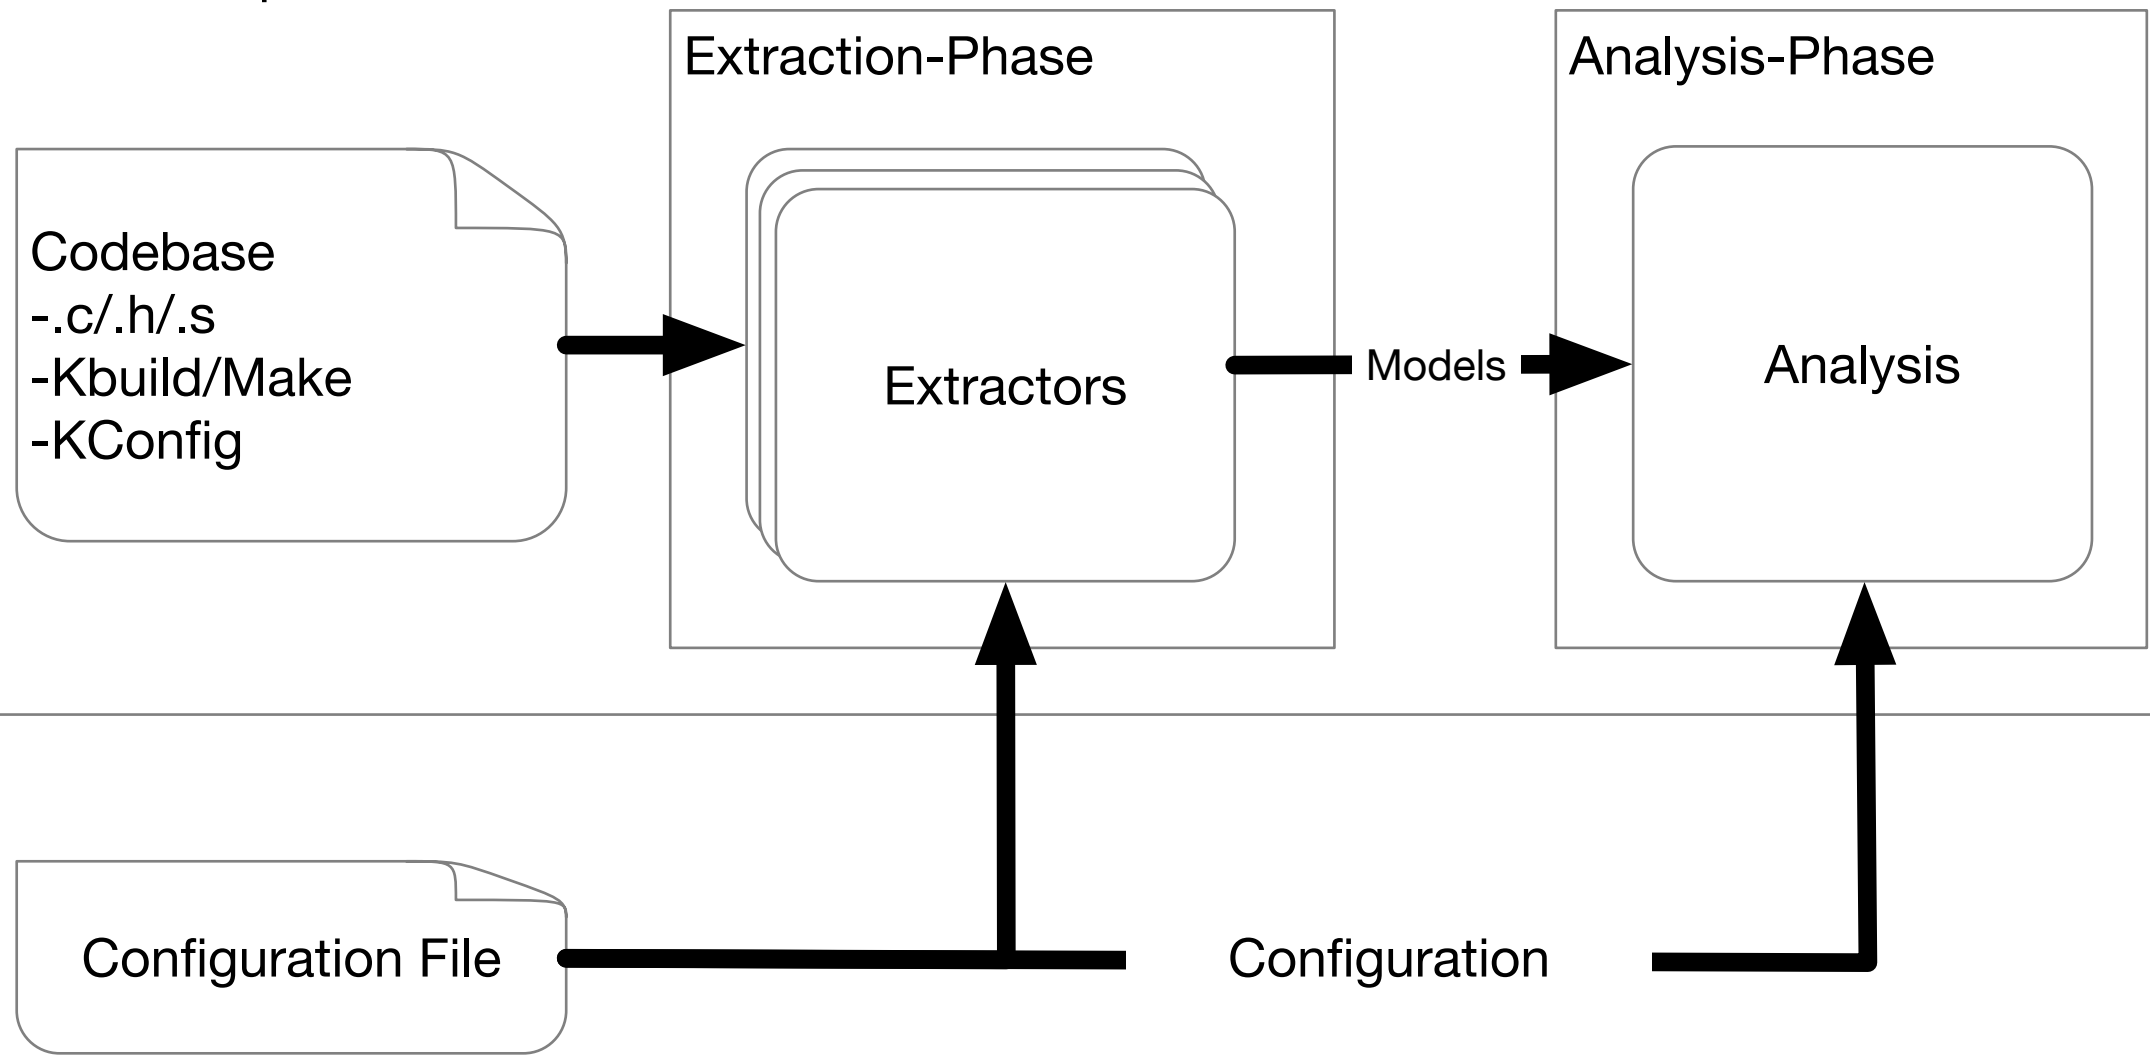 Extraction-Phase
Analysis-Phase
Codebase
-.c/.h/.s
-Kbuild/Make
-KConfig
Extractors
Models
Analysis
Configuration File
Configuration